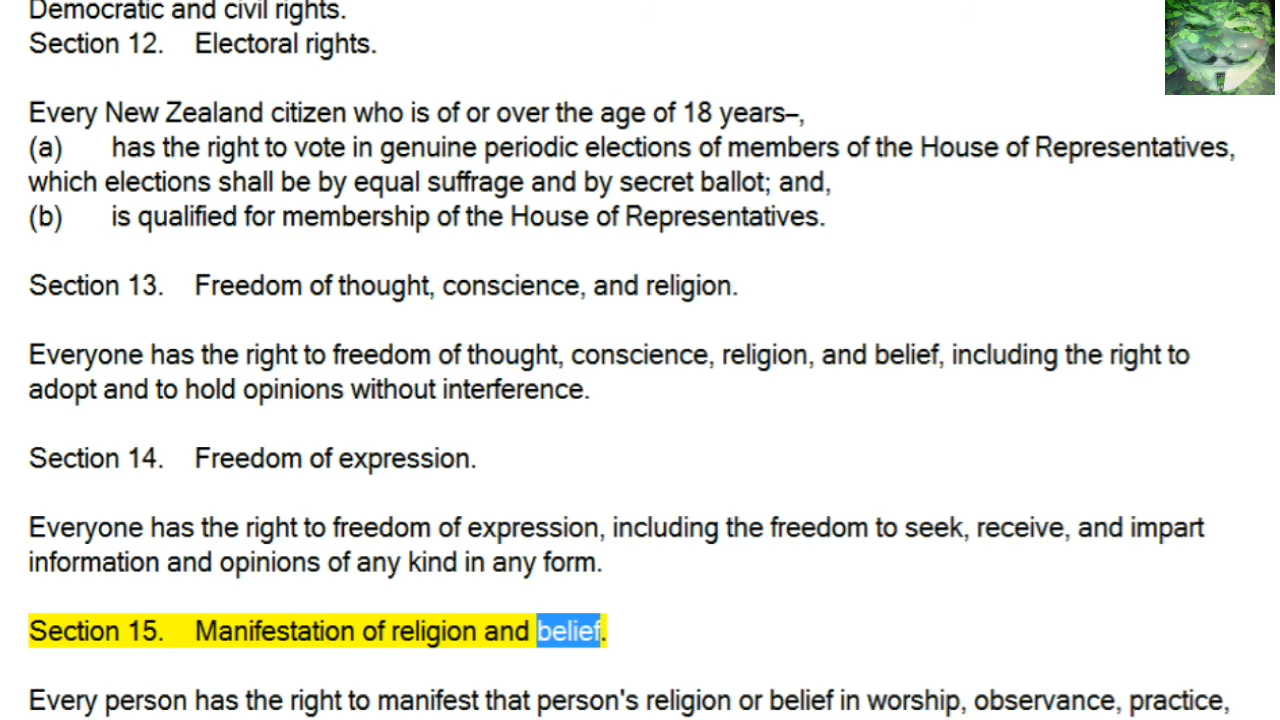 Democratic and civil rights.
Section 12. Electoral rights.
Every New Zealand citizen who is of or over the age of 18 years–,
(a) has the right to vote in genuine periodic elections of members of the House of Representatives,
which elections shall be by equal suffrage and by secret ballot; and,
(b) is qualified for membership of the House of Representatives.
Section 13. Freedom of thought, conscience, and religion.
Everyone has the right to freedom of thought, conscience, religion, and belief, including the right to
adopt and to hold opinions without interference.
Section 14. Freedom of expression.
Everyone has the right to freedom of expression, including the freedom to seek, receive, and impart
information and opinions of any kind in any form.
Section 15. Manifestation of religion and belief.
Every person has the right to manifest that person's religion or belief in worship, observance, practice,